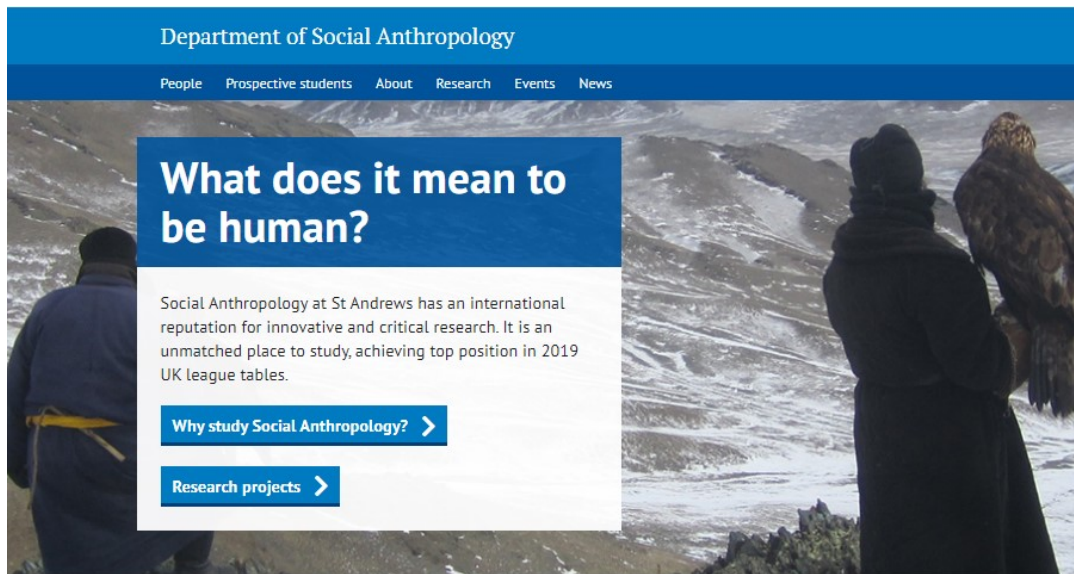 Department of Social Anthropology
People Prospective students About Research Events News
What does it mean to
be human?
Social Anthropology at St Andrews has an international
reputation for innovative and critical research. It is an
unmatched place to study, achieving top position in 2019
UK league tables.
Why study Social Anthropology?
Research projects